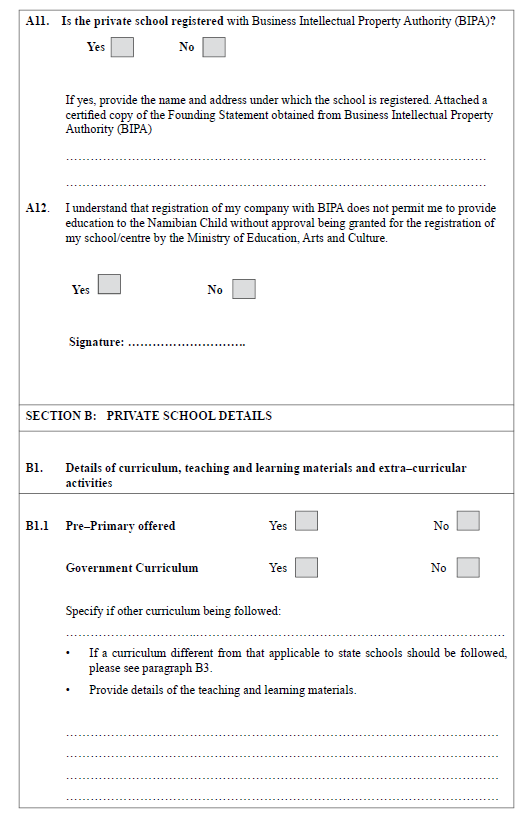 A11. Is the private school registered with Business Intellectual Property Authority (BIPA)?
Yes No
If yes, provide the name and address under which the school is registered. Attached a
certified copy of the Founding Statement obtained from Business Intellectual Property
Authority (BIPA)
……………………………………………………………………………………………
……………………………………………………………………………………………
A12. I understand that registration of my company with BIPA does not permit me to provide
education to the Namibian Child without approval being granted for the registration of
my school/centre by the Ministry of Education, Arts and Culture.
Yes No
Signature: ………………………..
SECTION B: PRIVATE SCHOOL DETAILS
B1. Details of curriculum, teaching and learning materials and extra–curricular
activities
B1.1 Pre–Primary offered Yes No
Government Curriculum Yes No
Specify if other curriculum being followed:
………………………………………………………………………………………………
• If a curriculum different from that applicable to state schools should be followed,
please see paragraph B3.
• Provide details of the teaching and learning materials.
………………………………………………………………………………………………
………………………………………………………………………………………………
………………………………………………………………………………………………
………………………………………………………………………………………………